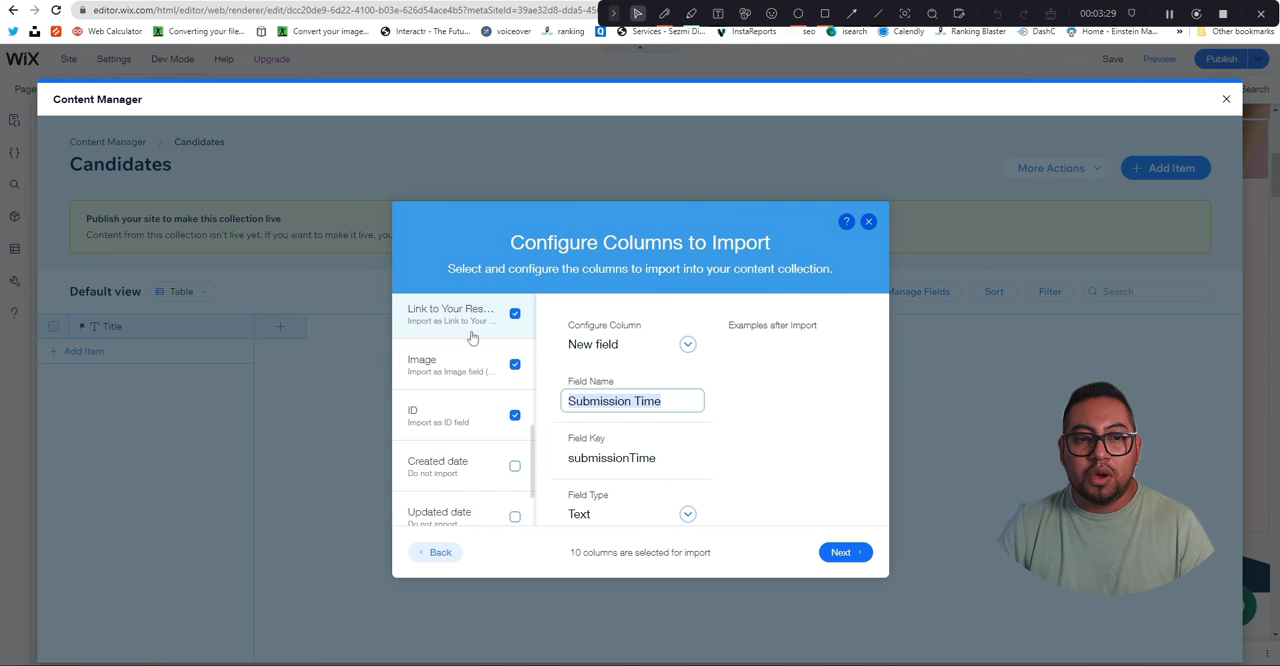 editor.wix.com/html/editor/web/renderer/edit/dcc20de9-6d22-4100-b03e-626d54ace4b5?metaSiteId=39ae32d8-dda5-45
00:03:29
Web Calculator
Converting your file...
Convert your image...
Interactr - The Futu...
voiceover
ranking
Services - Sezmi Di...
InstaReports
seo
isearch
Calendly
Ranking Blaster
DashC
Home - Einstein Ma...
Other bookmarks
WiX
Site
Settings
Dev Mode
Help
Upgrade
Save
Preview
Publish
Page
Search
Content Manager
Content Manager
Candidates
Candidates
More Actions
+ Add Item
Publish your site to make this collection live
Content from this collection isn't live yet. If you want to make it live, you
Default view
Table
Manage Fields
Sort
Filter
Search
Title
+
+ Add Item
Configure Columns to Import
Select and configure the columns to import into your content collection.
Link to Your Res...
Import as Link to Your ...
Image
Import as Image field (...
ID
Import as ID field
Created date
Do not import
Updated date
Do not import
Configure Column
New field
Examples after Import
Field Name
Submission Time
Field Key
submissionTime
Field Type
Text
Back
10 columns are selected for import
Next